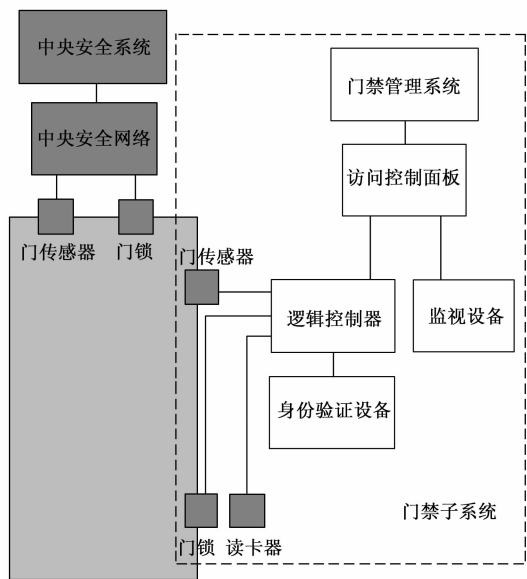 中央安全系统
中央安全网络
门传感器
门锁
门禁管理系统
访问控制面板
门传感器
逻辑控制器
监视设备
身份验证设备
门禁子系统
门锁
读卡器